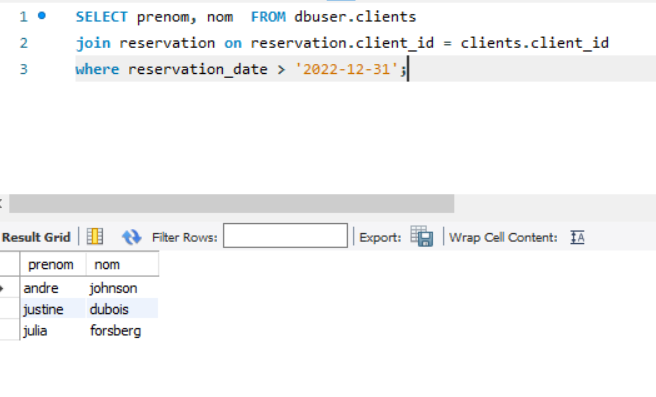 1 SELECT prenom, nom  FROM dbuser.clients
2 join reservation on reservation.client_id = clients.client_id
3 where reservation_date > '2022-12-31';
Result Grid Filter Rows: Export: Wrap Cell Content: IA
prenom nom
andre johnson
justine dubois
julia forsberg